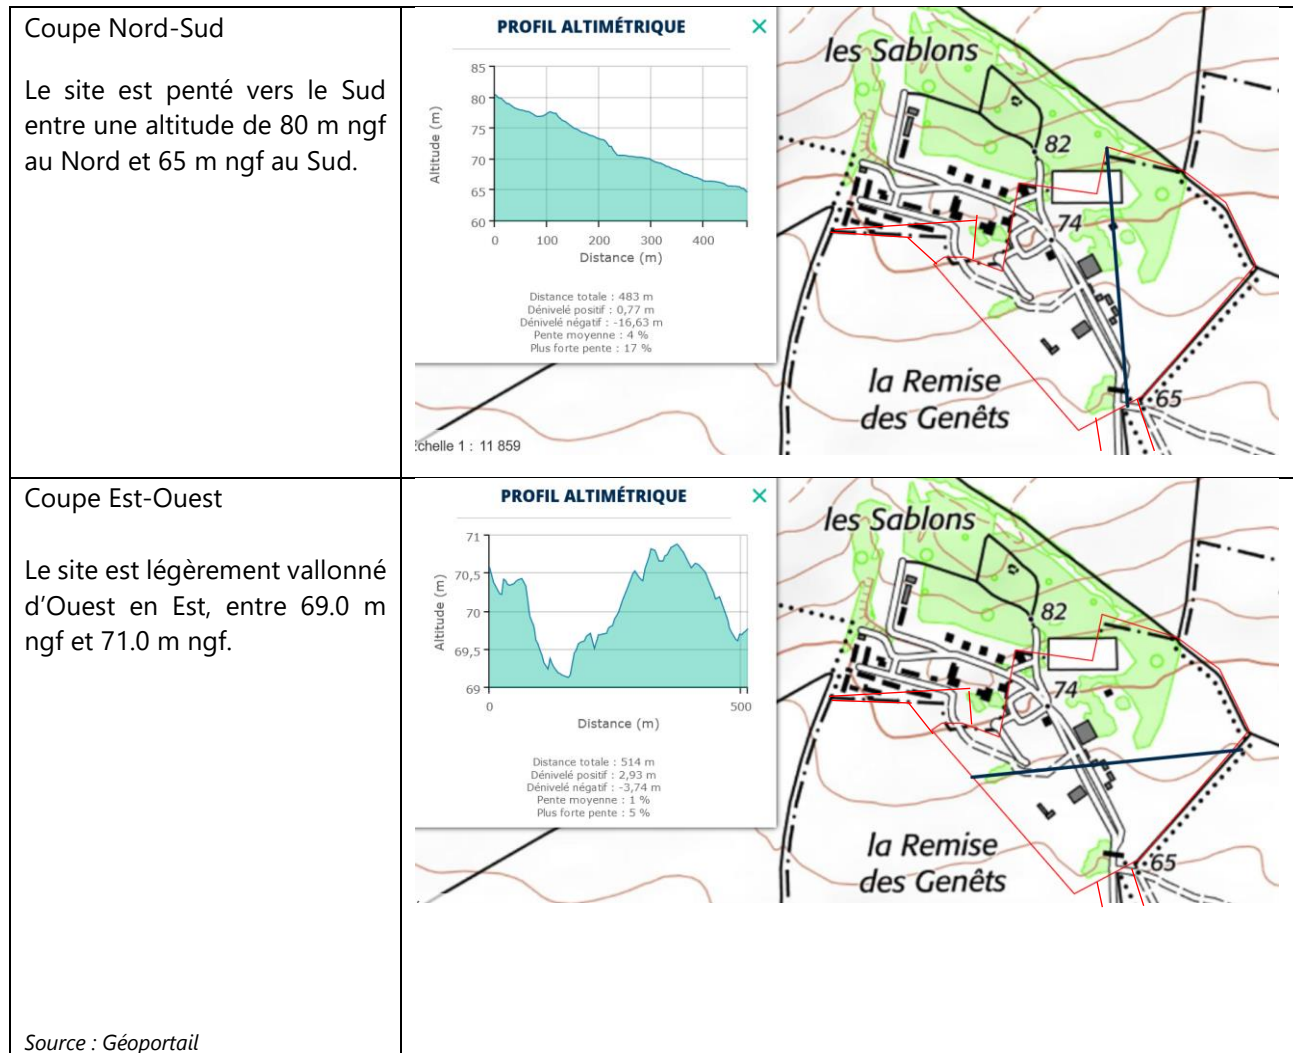 Coupe Nord-Sud
Le site est penté vers le Sud
entre une altitude de 80 m ngf
au Nord et 65 m ngf au Sud.
PROFIL ALTIMÉTRIQUE
×
85
80
75
70
65
60
Altitude (m)
0 100 200 300 400
Distance (m)
Distance totale : 483 m
Dénivelé positif : 0,77 m
Dénivelé négatif : -16,63 m
Pente moyenne : 4 %
Plus forte pente : 17 %
les Sablons
82
74
la Remise
des Genêts
65
chelle 1 : 11 859
Coupe Est-Ouest
Le site est légèrement vallonné
d’Ouest en Est, entre 69.0 m
ngf et 71.0 m ngf.
PROFIL ALTIMÉTRIQUE
×
71
70,5
70
69,5
69
Altitude (m)
0 500
Distance (m)
Distance totale : 514 m
Dénivelé positif : 2,93 m
Dénivelé négatif : -3,74 m
Pente moyenne : 1 %
Plus forte pente : 5 %
les Sablons
82
74
la Remise
des Genêts
65
Source : Géoportail